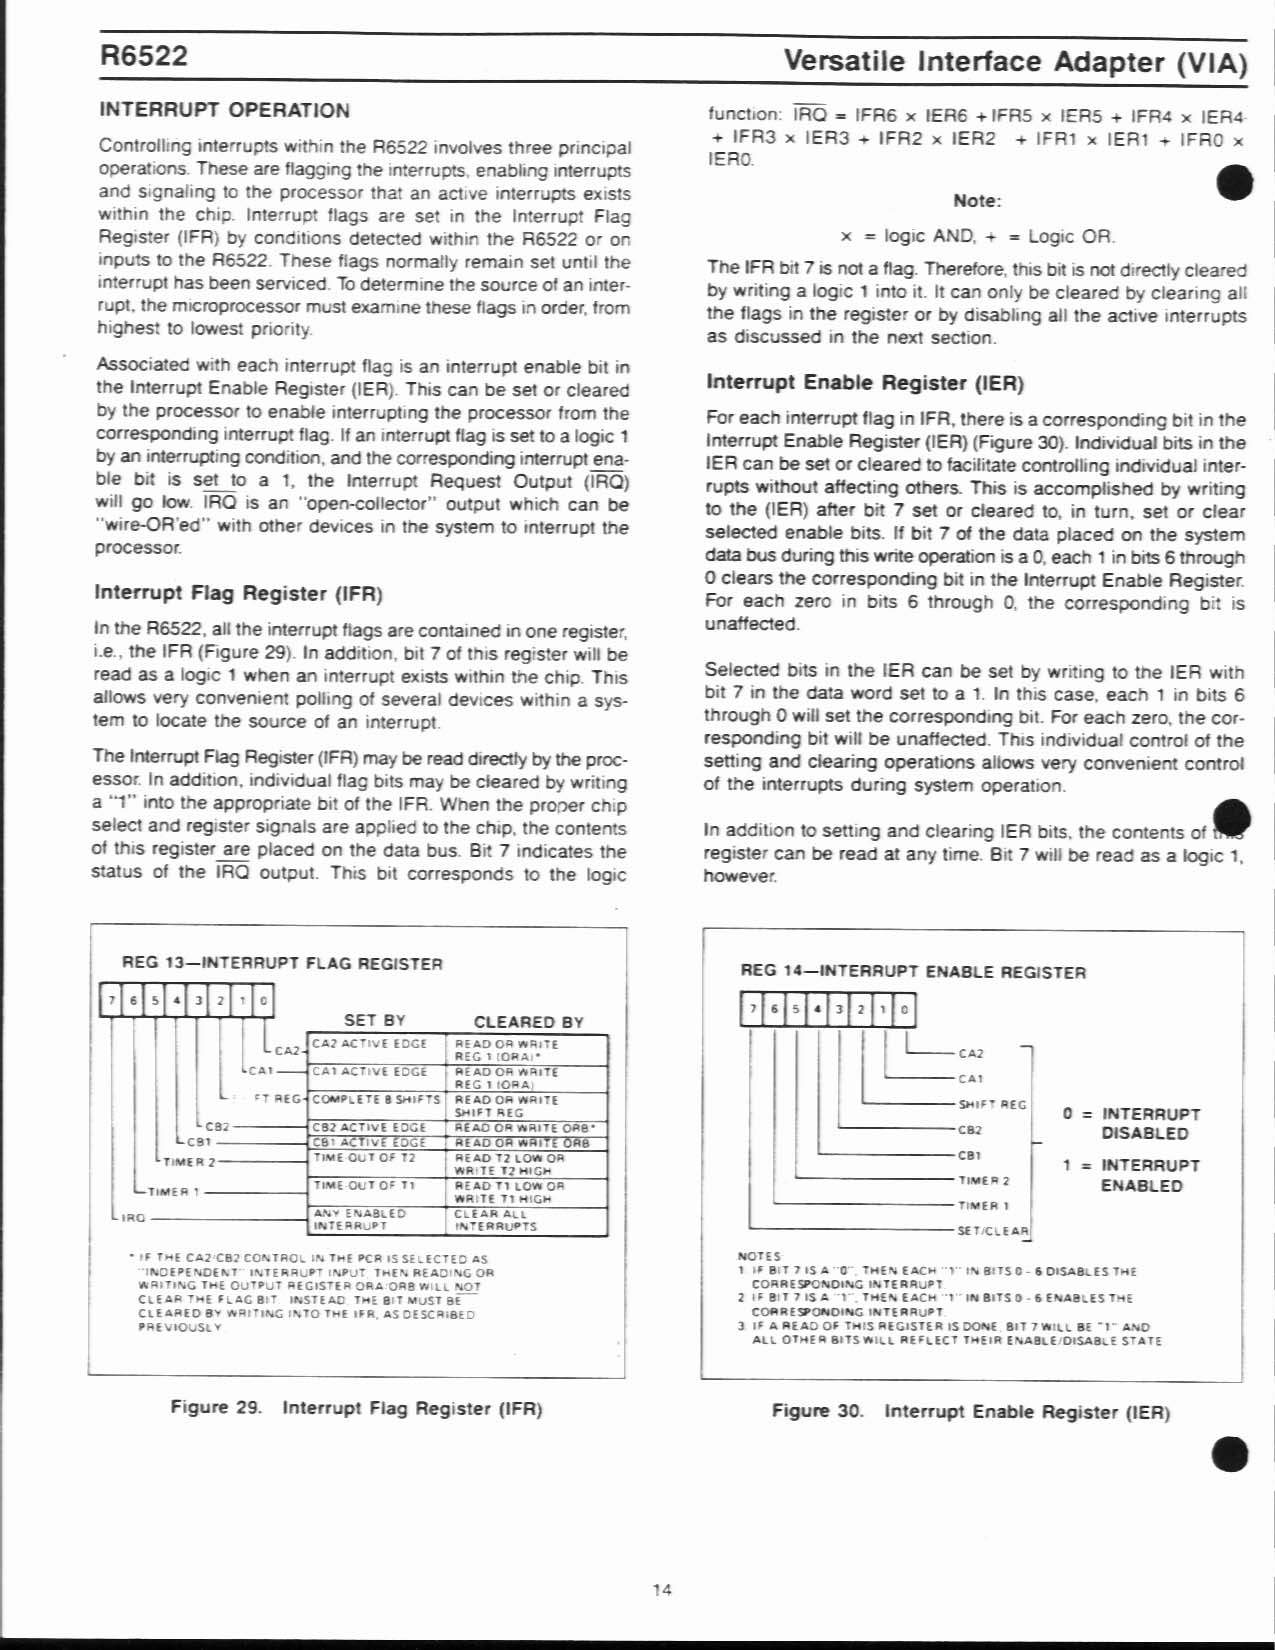 R6522
Versatile Interface Adapter (VIA)
INTERRUPT OPERATION
Controlling interrupts within the R6522 involves three principal
operations. These are flagging the interrupts, enabling interrupts
and signaling to the processor that an active interrupts exists
within the chip. Interrupt flags are set in the Interrupt Flag
Register (IFR) by conditions detected within the R6522 or on
inputs to the R6522. These flags normally remain set until the
interrupt has been serviced. To determine the source of an inter-
rupt, the microprocessor must examine these flags in order, from
highest to lowest priority.
Associated with each interrupt flag is an interrupt enable bit in
the Interrupt Enable Register (IER). This can be set or cleared
by the processor to enable interrupting the processor from the
corresponding interrupt flag. If an interrupt flag is set to a logic 1
by an interrupting condition, and the corresponding interrupt ena-
ble bit is set to a 1, the Interrupt Request Output (IRQ)
will go low. IRQ is an "open-collector" output which can be
"wire-OR'ed" with other devices in the system to interrupt the
processor.
Interrupt Flag Register (IFR)
In the R6522, all the interrupt flags are contained in one register,
i.e., the IFR (Figure 29). In addition, bit 7 of this register will be
read as a logic 1 when an interrupt exists within the chip. This
allows very convenient polling of several devices within a sys-
tem to locate the source of an interrupt.
The Interrupt Flag Register (IFR) may be read directly by the proc-
essor. In addition, individual flag bits may be cleared by writing
a "1" into the appropriate bit of the IFR. When the proper chip
select and register signals are applied to the chip, the contents
of this register are placed on the data bus. Bit 7 indicates the
status of the IRQ output. This bit corresponds to the logic
function: IRQ = IFR6 x IER6 + IFR5 x IER5 + IFR4 x IER4
+ IFR3 x IER3 + IFR2 x IER2 + IFR1 x IER1 + IFR0 x
IER0.
Note:
x = logic AND, + = Logic OR.
The IFR bit 7 is not a flag. Therefore, this bit is not directly cleared
by writing a logic 1 into it. It can only be cleared by clearing all
the flags in the register or by disabling all the active interrupts
as discussed in the next section.
Interrupt Enable Register (IER)
For each interrupt flag in IFR, there is a corresponding bit in the
Interrupt Enable Register (IER) (Figure 30). Individual bits in the
IER can be set or cleared to facilitate controlling individual inter-
rupts without affecting others. This is accomplished by writing
to the (IER) after bit 7 set or cleared to, in turn, set or clear
selected enable bits. If bit 7 of the data placed on the system
data bus during this write operation is a 0, each 1 in bits 6 through
0 clears the corresponding bit in the Interrupt Enable Register.
For each zero in bits 6 through 0, the corresponding bit is
unaffected.
Selected bits in the IER can be set by writing to the IER with
bit 7 in the data word set to a 1. In this case, each 1 in bits 6
through 0 will set the corresponding bit. For each zero, the cor-
responding bit will be unaffected. This individual control of the
setting and clearing operations allows very convenient control
of the interrupts during system operation.
In addition to setting and clearing IER bits, the contents of this
register can be read at any time. Bit 7 will be read as a logic 1,
however.
REG 13—INTERRUPT FLAG REGISTER
7 6 5 4 3 2 1 0
SET BY CLEARED BY
CA2 CA2 ACTIVE EDGE READ OR WRITE
REG 1 (ORA)*
CA1 CA1 ACTIVE EDGE READ OR WRITE
REG 1 (ORA)
FT REG COMPLETE 8 SHIFTS READ OR WRITE
SHIFT REG
CB2 CB2 ACTIVE EDGE READ OR WRITE ORB*
CB1 CB1 ACTIVE EDGE READ OR WRITE ORB
TIMER 2 TIME-OUT OF T2 READ T2 LOW OR
WRITE T2 HIGH
TIMER 1 TIME-OUT OF T1 READ T1 LOW OR
WRITE T1 HIGH
IRQ ANY ENABLED CLEAR ALL
INTERRUPT INTERRUPTS
* IF THE CA2/CB2 CONTROL IN THE PCR IS SELECTED AS
"INDEPENDENT" INTERRUPT INPUT THEN READING OR
WRITING THE OUTPUT REGISTER ORA/ORB WILL NOT
CLEAR THE FLAG BIT. INSTEAD, THE BIT MUST BE
CLEARED BY WRITING INTO THE IFR, AS DESCRIBED
PREVIOUSLY
Figure 29. Interrupt Flag Register (IFR)
REG 14—INTERRUPT ENABLE REGISTER
7 6 5 4 3 2 1 0
CA2
CA1
SHIFT REG
CB2
CB1
TIMER 2
TIMER 1
SET/CLEAR
0 = INTERRUPT
DISABLED
1 = INTERRUPT
ENABLED
NOTES
1 IF BIT 7 IS A "0", THEN EACH "1" IN BITS 0 - 6 DISABLES THE
CORRESPONDING INTERRUPT
2 IF BIT 7 IS A "1", THEN EACH "1" IN BITS 0 - 6 ENABLES THE
CORRESPONDING INTERRUPT.
3. IF A READ OF THIS REGISTER IS DONE, BIT 7 WILL BE "1" AND
ALL OTHER BITS WILL REFLECT THEIR ENABLE/DISABLE STATE
Figure 30. Interrupt Enable Register (IER)
14